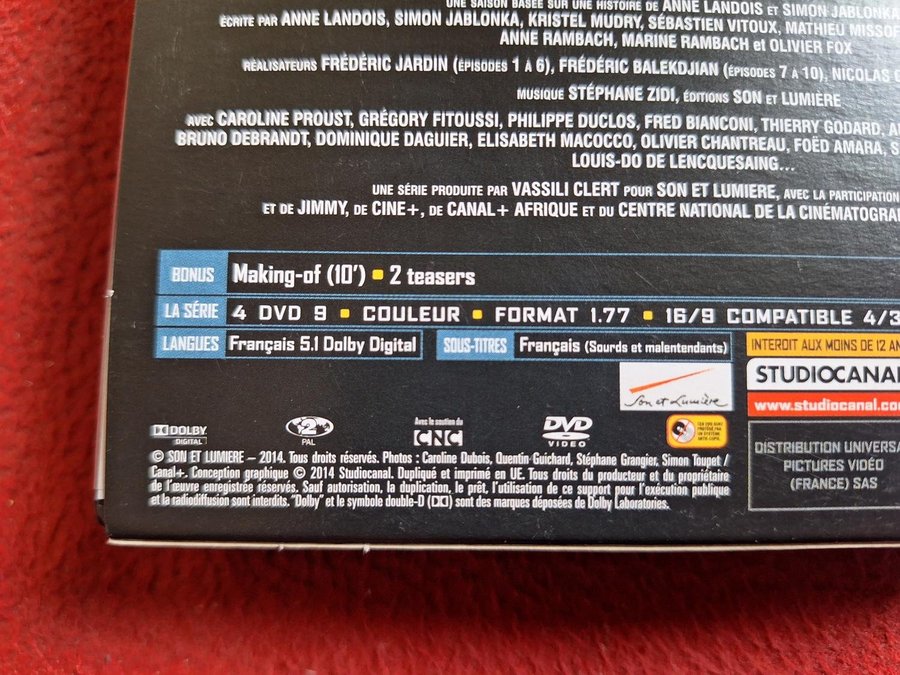 UNE SAISON BASÉE SUR UNE HISTOIRE DE ANNE LANDOIS ET SIMON JABLONKA
ÉCRITE PAR ANNE LANDOIS, SIMON JABLONKA, KRISTEL MUDRY, SÉBASTIEN VITOUX, MATHIEU MISSOF
ANNE RAMBACH, MARINE RAMBACH ET OLIVIER FOX
RÉALISATEURS FRÉDÉRIC JARDIN (ÉPISODES 1 À 6), FRÉDÉRIC BALEKDJIAN (ÉPISODES 7 À 10), NICOLAS
MUSIQUE STÉPHANE ZIDI, ÉDITIONS SON ET LUMIÈRE
AVEC CAROLINE PROUST, GRÉGORY FITOUSSI, PHILIPPE DUCLOS, FRED BIANCONI, THIERRY GODARD,
BRUNO DEBRANDT, DOMINIQUE DAGUIER, ELISABETH MACOCCO, OLIVIER CHANTREAU, FOËD AMARA, S
LOUIS-DO DE LENCQUESAING...
UNE SÉRIE PRODUITE PAR VASSILI CLERT POUR SON ET LUMIERE, AVEC LA PARTICIPATION
ET DE JIMMY, DE CINE+, DE CANAL+ AFRIQUE ET DU CENTRE NATIONAL DE LA CINÉMATOGRA
BONUS Making-of (10') • 2 teasers
LA SÉRIE 4 DVD 9 • COULEUR • FORMAT 1.77 • 16/9 COMPATIBLE 4/3
LANGUES Français 5.1 Dolby Digital SOUS-TITRES Français (Sourds et malentendants)
INTERDIT AUX MOINS DE 12 AN
STUDIOCANAL
www.studiocanal.co
Son et Lumière
DOLBY DIGITAL
2 PAL
Avec le soutien du
CNC
DVD VIDEO
DISTRIBUTION UNIVERSA
PICTURES VIDÉO
(FRANCE) SAS
© SON ET LUMIERE – 2014. Tous droits réservés. Photos : Caroline Dubois, Quentin Guichard, Stéphane Grangier, Simon Toupet /
Canal+. Conception graphique © 2014 Studiocanal. Dupliqué et imprimé en UE. Tous droits du producteur et du propriétaire
de l'œuvre enregistrée réservés. Sauf autorisation, la duplication, le prêt, l'utilisation de ce support pour l'exécution publique
et la radiodiffusion sont interdits. "Dolby" et le symbole double-D sont des marques déposées de Dolby Laboratories.